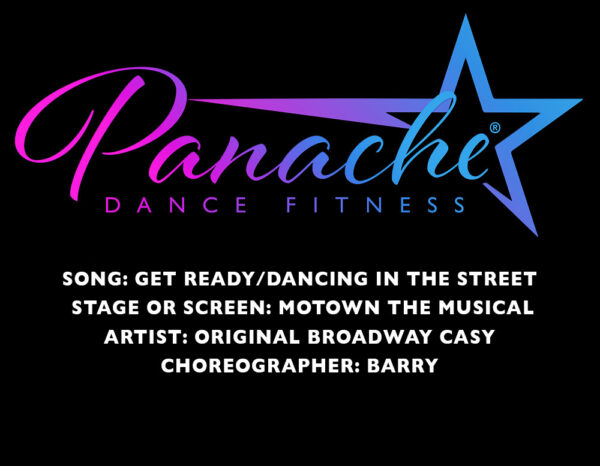 Panache®
DANCE FITNESS
SONG: GET READY/DANCING IN THE STREET
STAGE OR SCREEN: MOTOWN THE MUSICAL
ARTIST: ORIGINAL BROADWAY CASY
CHOREOGRAPHER: BARRY